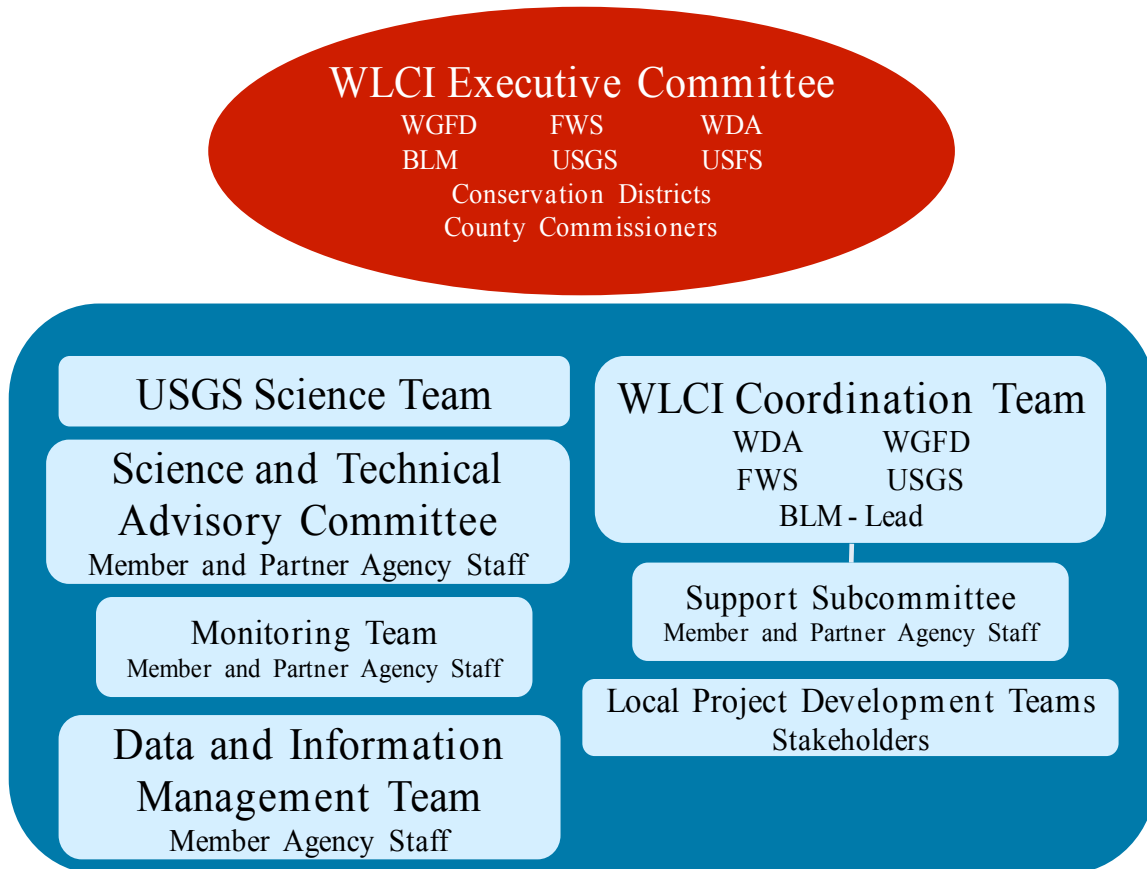 WLCI Executive Committee
WGFD FWS WDA
BLM USGS USFS
Conservation Districts
County Commissioners
USGS Science Team
Science and Technical
Advisory Committee
Member and Partner Agency Staff
Monitoring Team
Member and Partner Agency Staff
Data and Information
Management Team
Member Agency Staff
WLCI Coordination Team
WDA WGFD
FWS USGS
BLM - Lead
Support Subcommittee
Member and Partner Agency Staff
Local Project Development Teams
Stakeholders